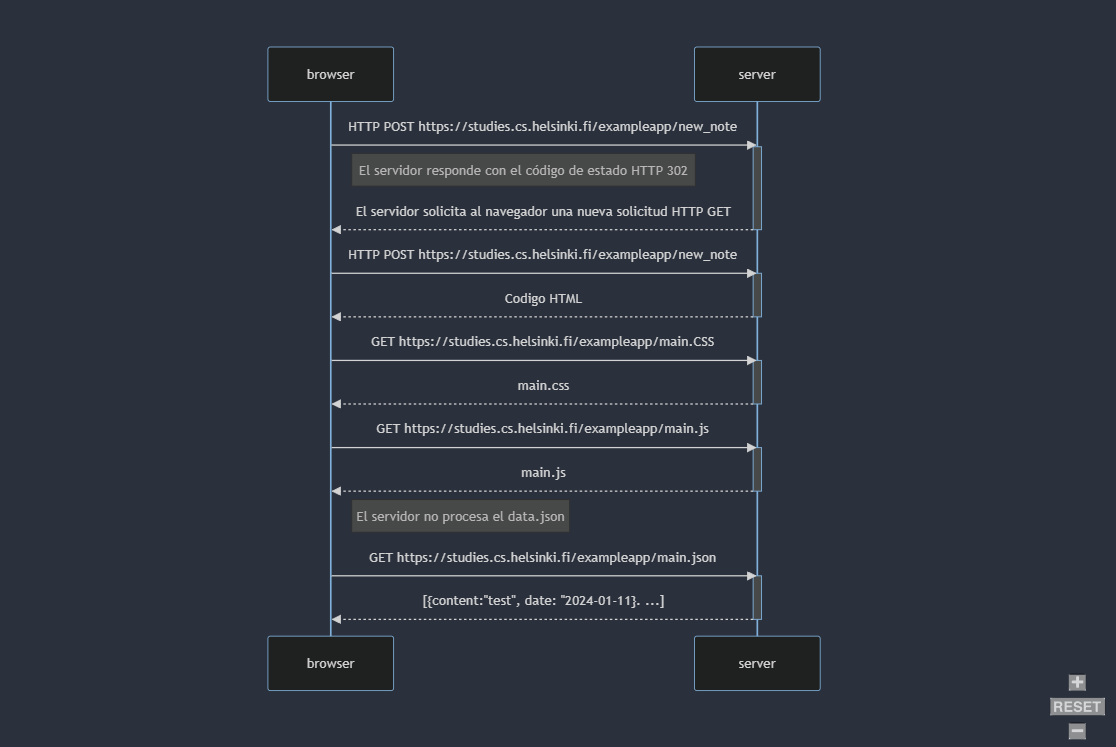 browser
server
HTTP POST https://studies.cs.helsinki.fi/exampleapp/new_note
El servidor responde con el código de estado HTTP 302
El servidor solicita al navegador una nueva solicitud HTTP GET
HTTP POST https://studies.cs.helsinki.fi/exampleapp/new_note
Codigo HTML
GET https://studies.cs.helsinki.fi/exampleapp/main.CSS
main.css
GET https://studies.cs.helsinki.fi/exampleapp/main.js
main.js
El servidor no procesa el data.json
GET https://studies.cs.helsinki.fi/exampleapp/main.json
[{content:"test", date: "2024-01-11}. ...]
browser
server
+
RESET
−